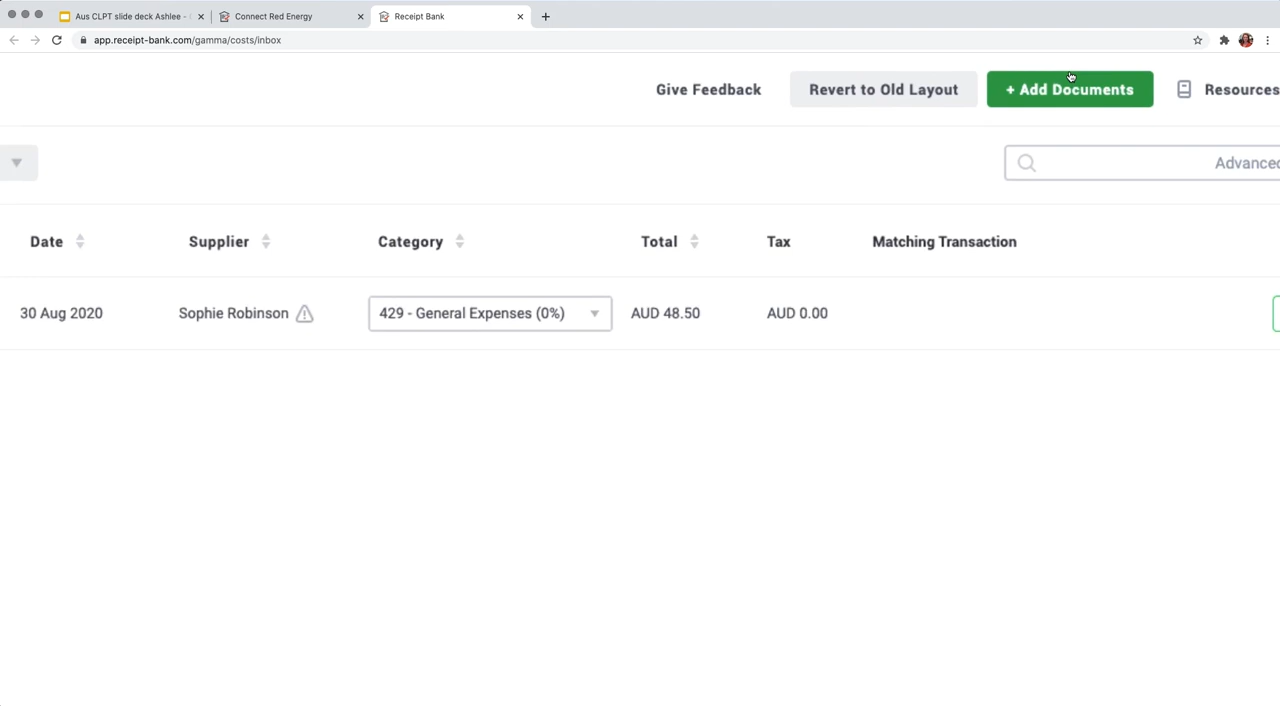 Aus CLPT slide deck Ashlee -
Connect Red Energy
Receipt Bank
app.receipt-bank.com/gamma/costs/inbox
Give Feedback
Revert to Old Layout
+ Add Documents
Resources
Advanced
Date
Supplier
Category
Total
Tax
Matching Transaction
30 Aug 2020
Sophie Robinson
429 - General Expenses (0%)
AUD 48.50
AUD 0.00